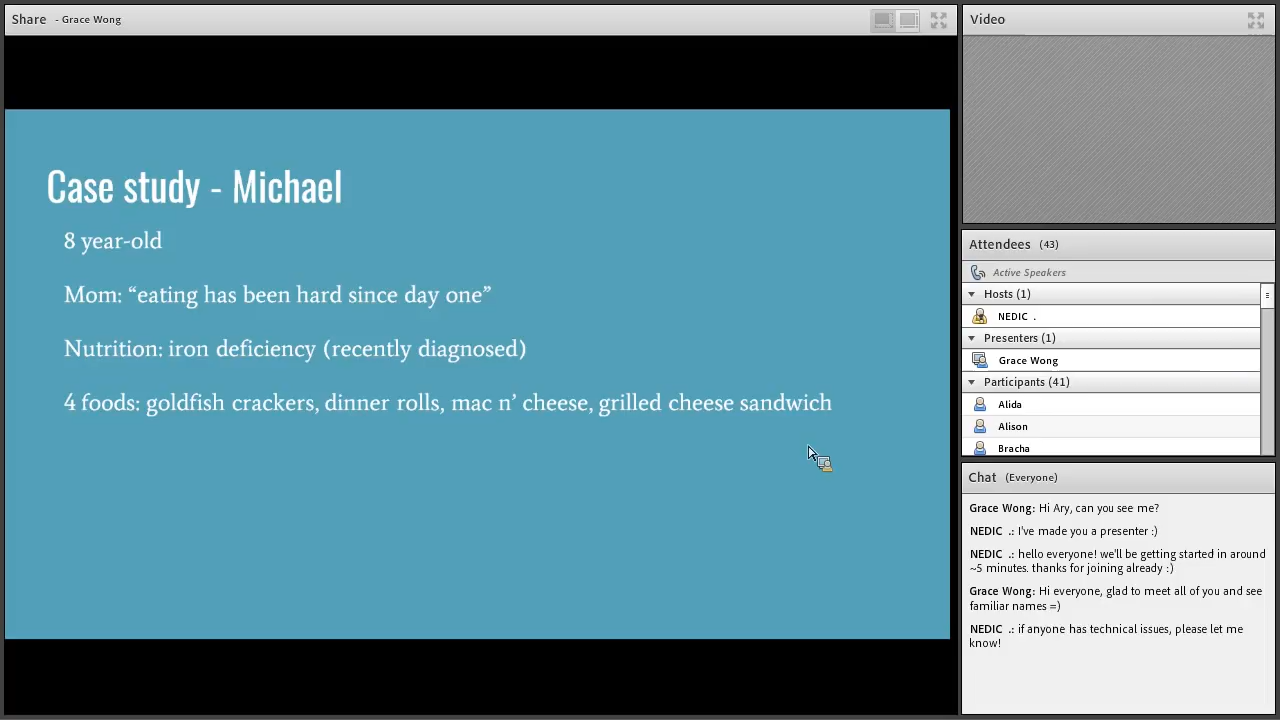 Share - Grace Wong
Case study - Michael
8 year-old
Mom: “eating has been hard since day one”
Nutrition: iron deficiency (recently diagnosed)
4 foods: goldfish crackers, dinner rolls, mac n’ cheese, grilled cheese sandwich
Video
Attendees (43)
Active Speakers
Hosts (1)
NEDIC .
Presenters (1)
Grace Wong
Participants (41)
Alida
Alison
Bracha
Chat (Everyone)
Grace Wong: Hi Ary, can you see me?
NEDIC .: I've made you a presenter :)
NEDIC .: hello everyone! we'll be getting started in around
~5 minutes. thanks for joining already :)
Grace Wong: Hi everyone, glad to meet all of you and see
familiar names =)
NEDIC .: if anyone has technical issues, please let me
know!